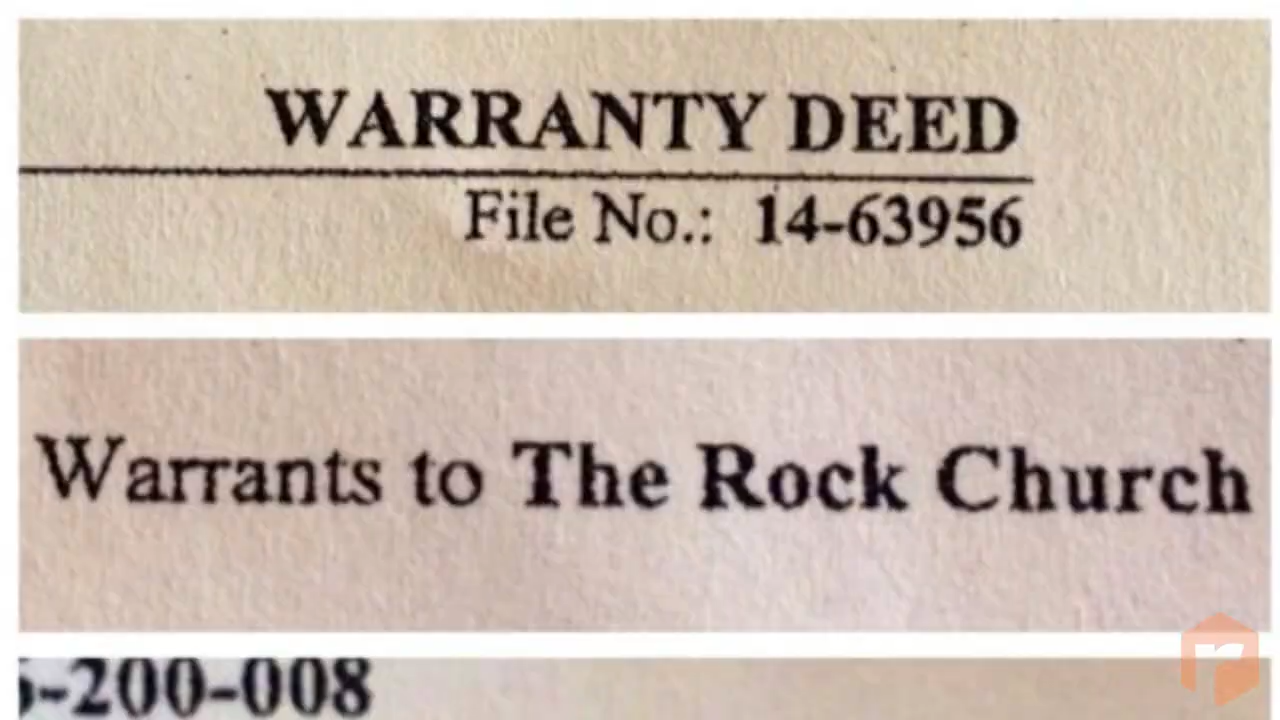 WARRANTY DEED
File No.: 14-63956
Warrants to The Rock Church
-200-008